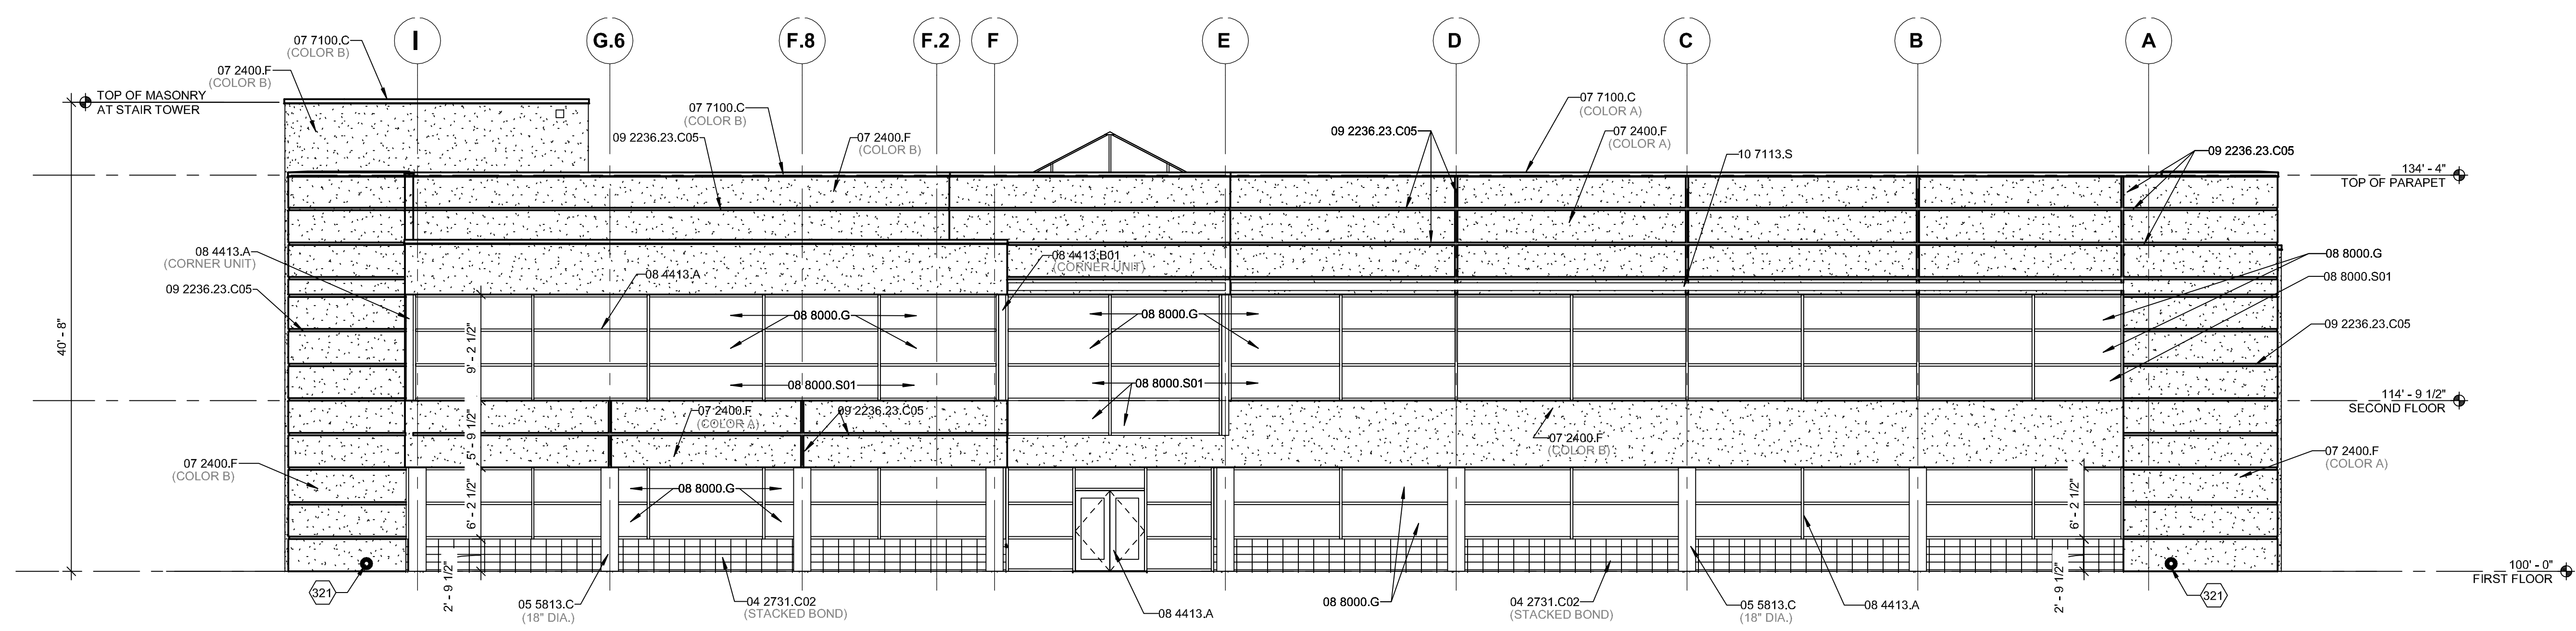 I
G.6
F.8
F.2
F
E
D
C
B
A
07 7100.C
(COLOR B)
07 2400.F
(COLOR B)
TOP OF MASONRY
AT STAIR TOWER
07 7100.C
(COLOR B)
09 2236.23.C05
07 2400.F
(COLOR B)
09 2236.23.C05
07 7100.C
(COLOR A)
07 2400.F
(COLOR A)
10 7113.S
09 2236.23.C05
134' - 4"
TOP OF PARAPET
08 4413.A
(CORNER UNIT)
09 2236.23.C05
08 4413.A
08 4413.B01
(CORNER UNIT)
08 8000.G
08 8000.S01
09 2236.23.C05
40' - 8"
9' - 2 1/2"
08 8000.G
08 8000.G
08 8000.S01
08 8000.S01
114' - 9 1/2"
SECOND FLOOR
5' - 9 1/2"
07 2400.F
(COLOR A)
09 2236.23.C05
07 2400.F
(COLOR B)
07 2400.F
(COLOR B)
07 2400.F
(COLOR A)
6' - 2 1/2"
08 8000.G
6' - 2 1/2"
2' - 9 1/2"
2' - 9 1/2"
100' - 0"
FIRST FLOOR
321
05 5813.C
(18" DIA.)
04 2731.C02
(STACKED BOND)
08 4413.A
08 8000.G
04 2731.C02
(STACKED BOND)
05 5813.C
(18" DIA.)
08 4413.A
321